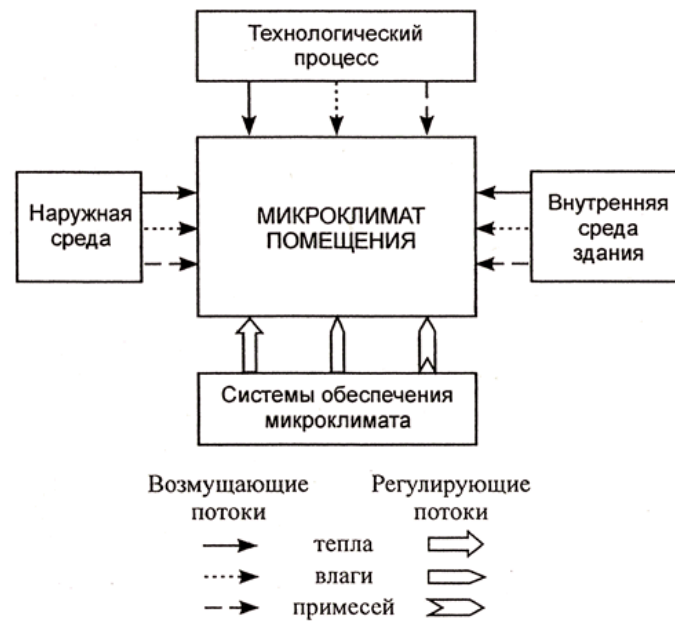 Технологический
процесс
Наружная
среда
МИКРОКЛИМАТ
ПОМЕЩЕНИЯ
Внутренняя
среда
здания
Системы обеспечения
микроклимата
Возмущающие
потоки
Регулирующие
потоки
тепла
влаги
примесей